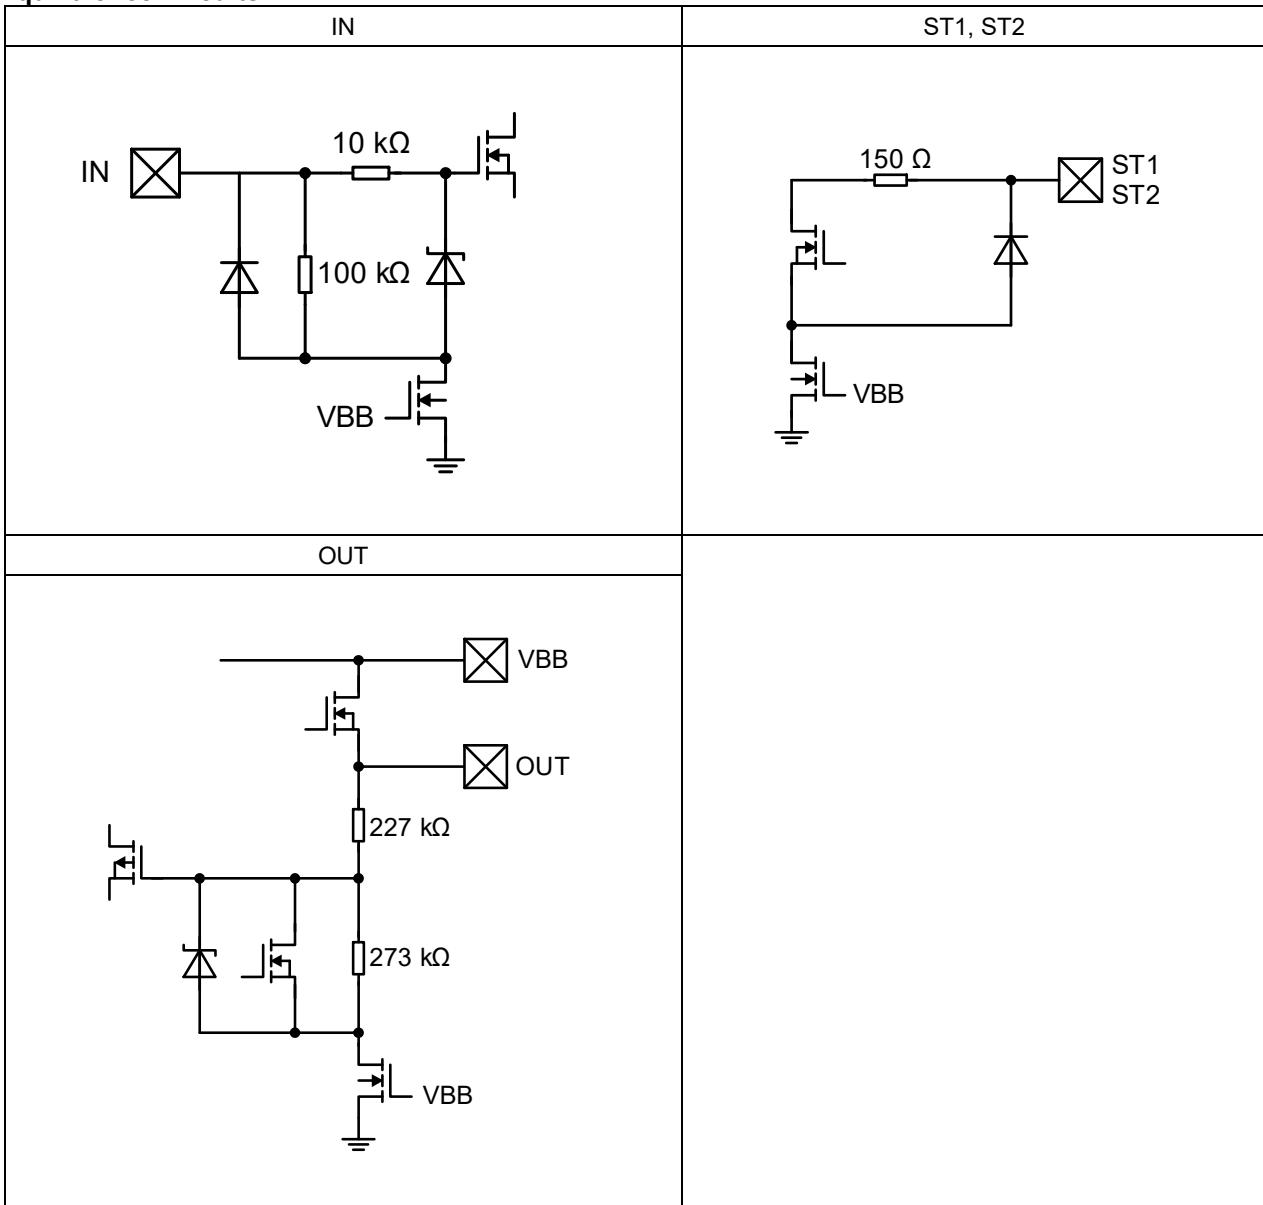 IN
ST1, ST2
10 kΩ
IN
100 kΩ
VBB
150 Ω
ST1
ST2
VBB
OUT
VBB
OUT
227 kΩ
273 kΩ
VBB